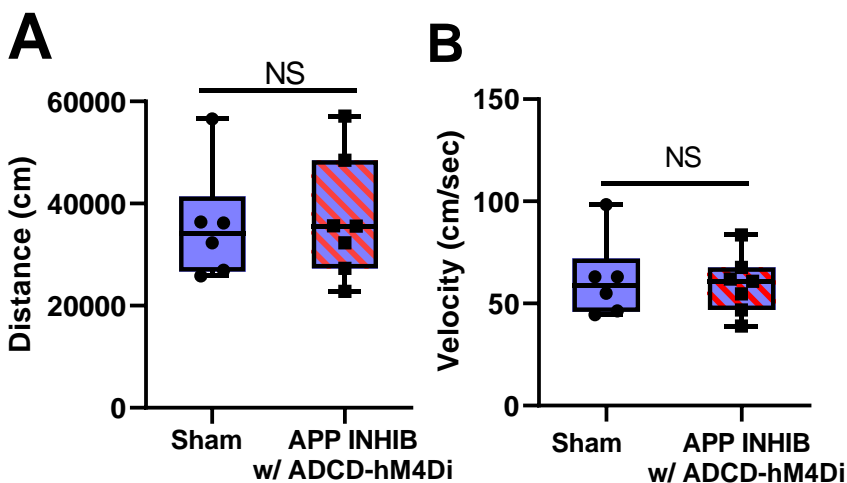 A
NS
Distance (cm)
60000
40000
20000
0
Sham
APP INHIB
w/ ADCD-hM4Di
B
NS
Velocity (cm/sec)
150
100
50
0
Sham
APP INHIB
w/ ADCD-hM4Di